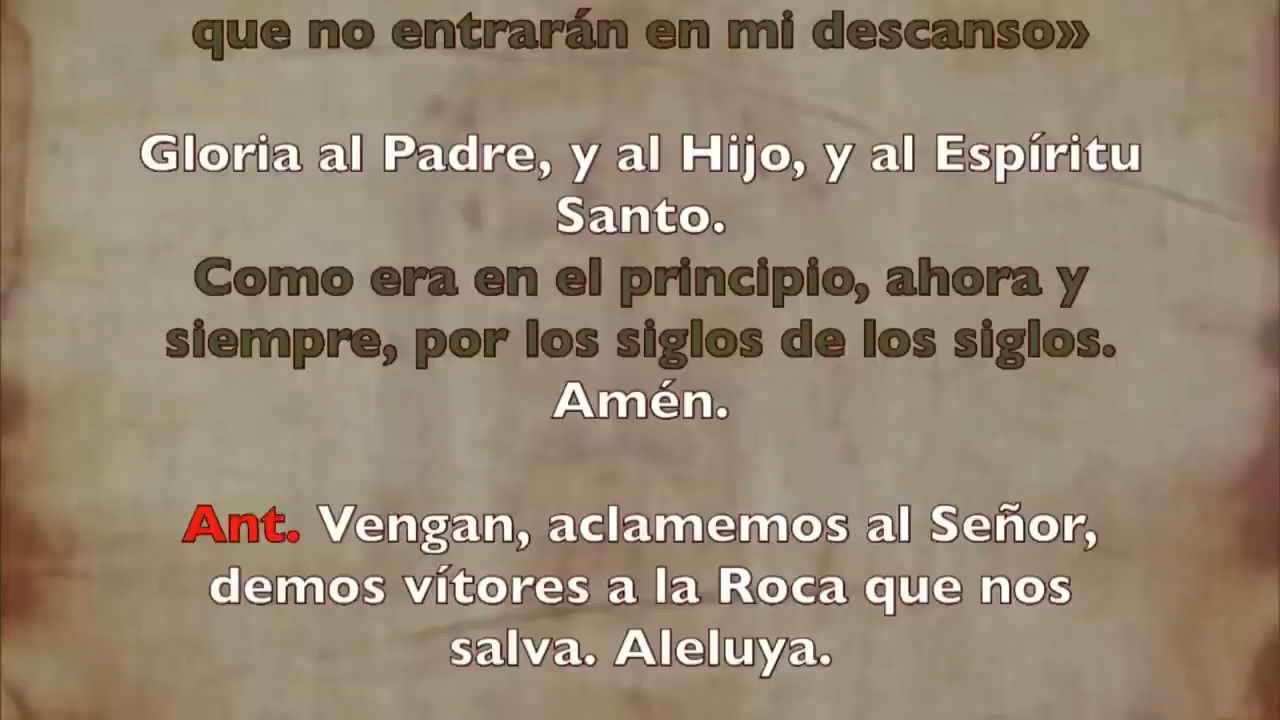 que no entrarán en mi descanso»
Gloria al Padre, y al Hijo, y al Espíritu
Santo.
Como era en el principio, ahora y
siempre, por los siglos de los siglos.
Amén.
Ant. Vengan, aclamemos al Señor,
demos vítores a la Roca que nos
salva. Aleluya.